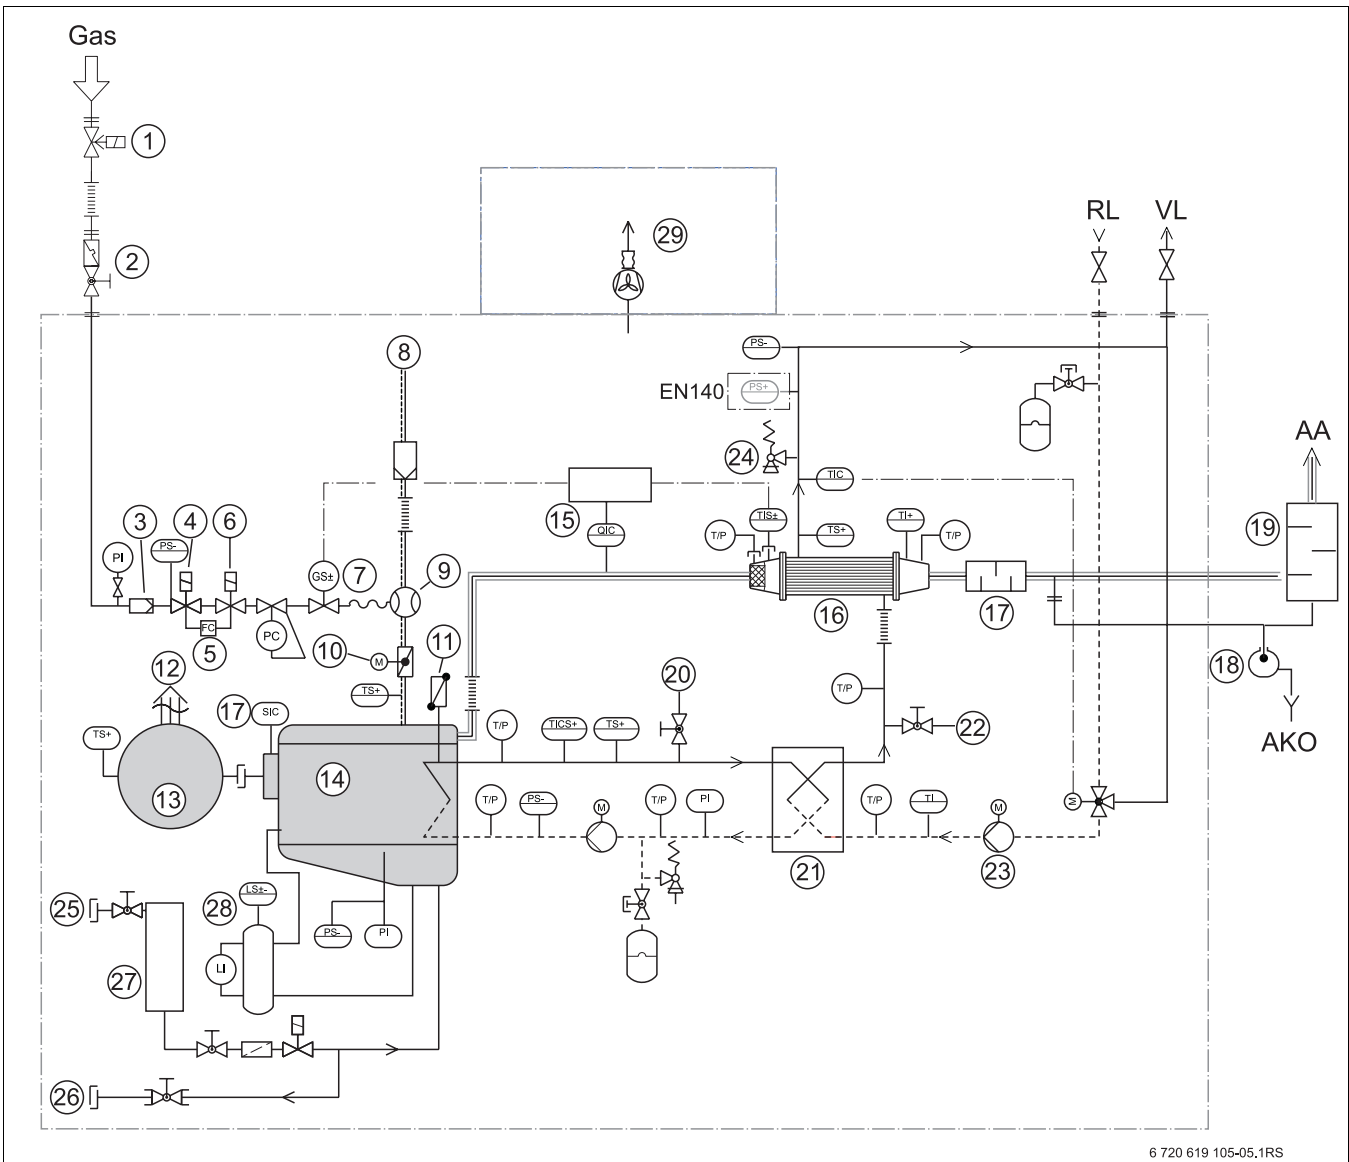 Gas
1
2
29
RL
VL
8
PS-
EN140
PS+
24
AA
TIC
3
4
6
15
TIS±
TI+
19
PS-
QIC
T/P
TS+
T/P
PI
GS±
7
9
16
17
FC
PC
5
10
M
11
18
12
TS+
20
T/P
17
SIC
22
AKO
TS+
T/P
TICS+
TS+
14
13
T/P
PS-
M
T/P
PI
T/P
TI
M
M
21
23
25
28
LS±-
PS-
PI
27
LI
26
6 720 619 105-05.1RS